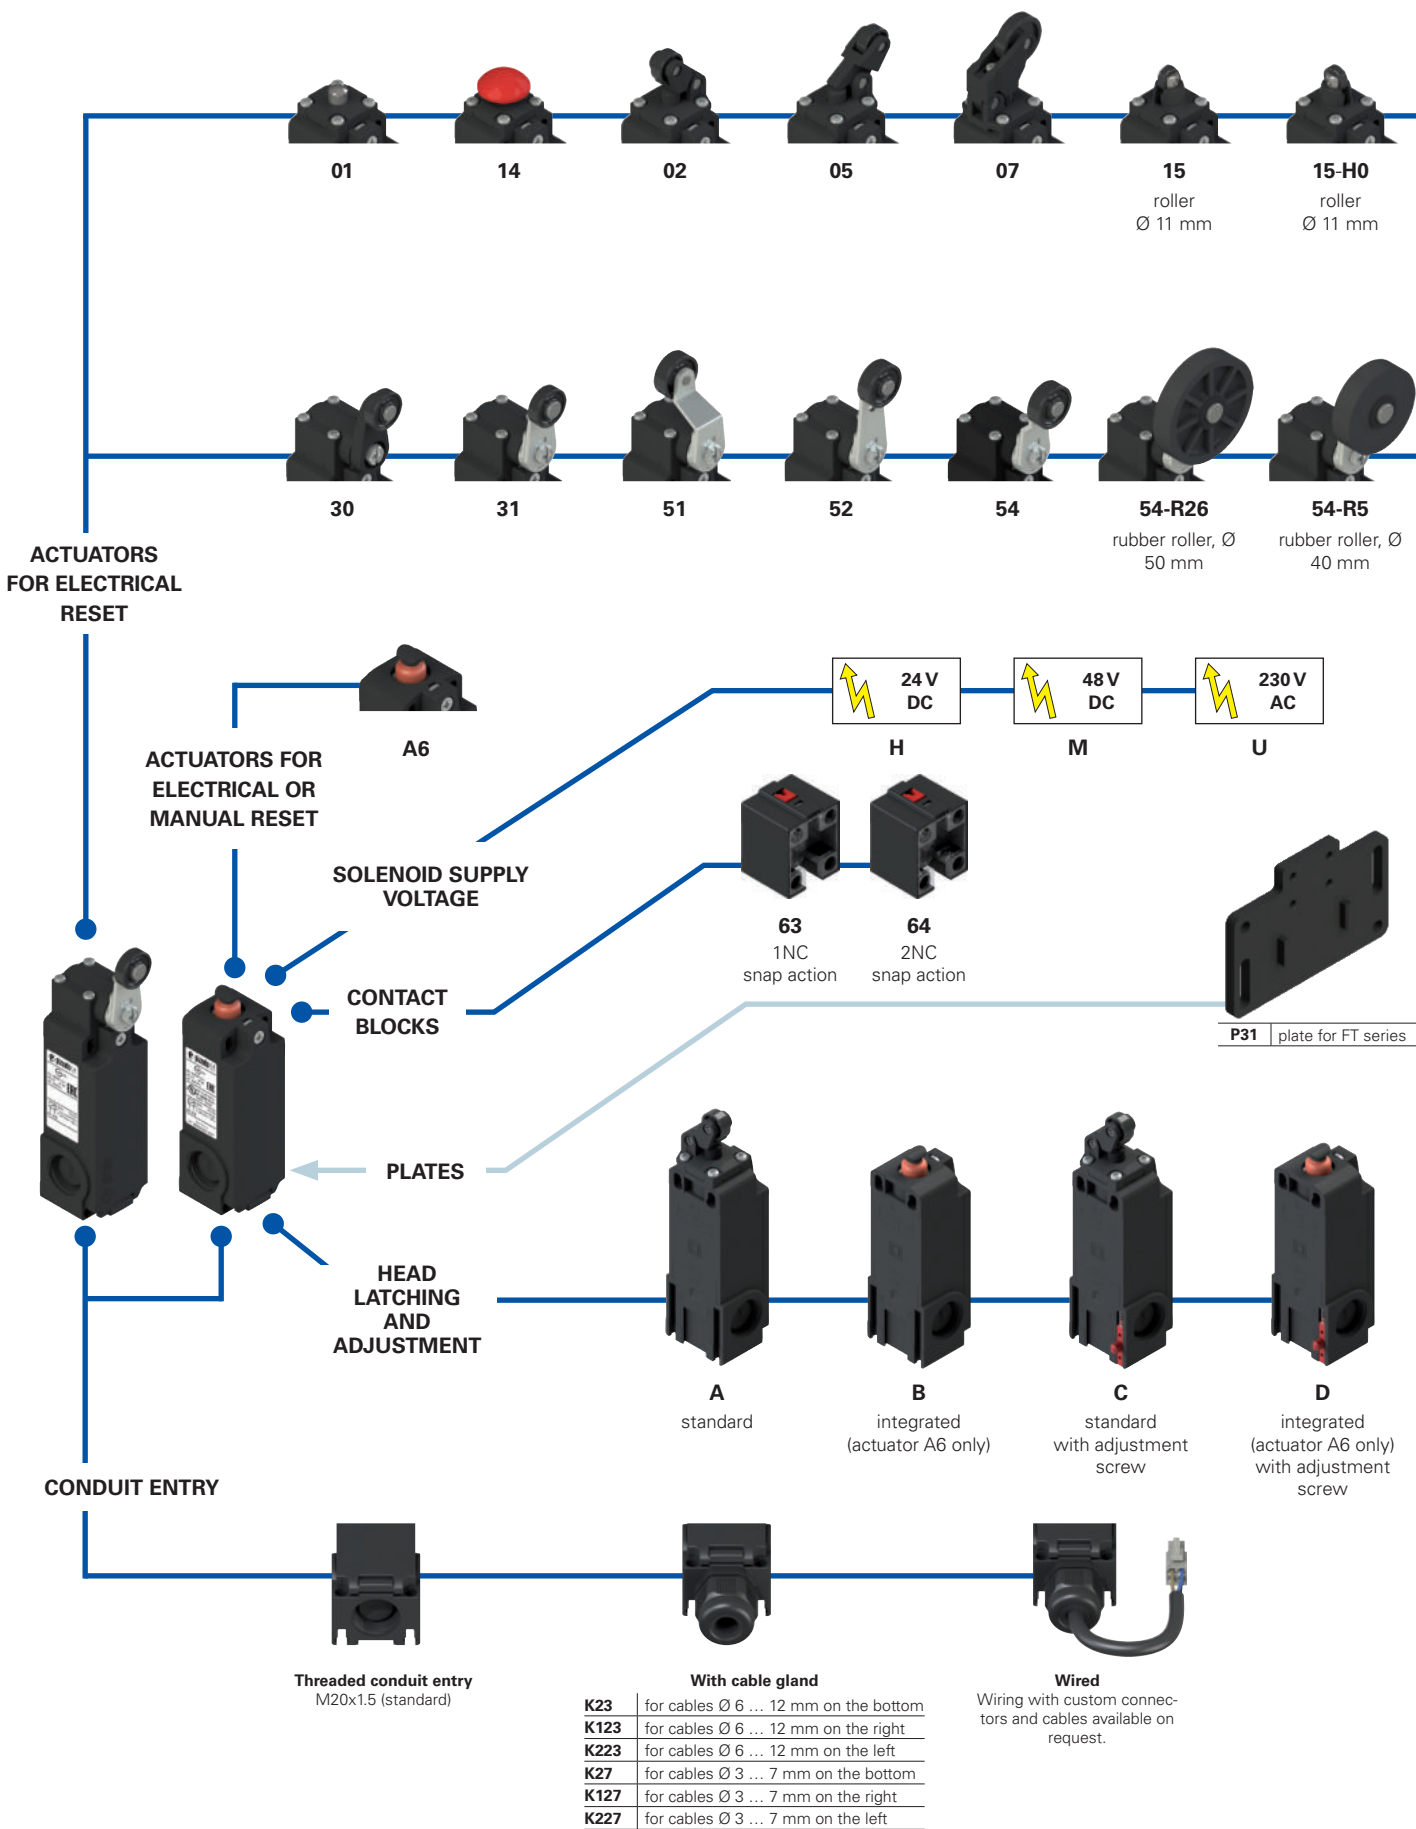 01
14
02
05
07
15
15-H0
roller
Ø 11 mm
roller
Ø 11 mm
30
31
51
52
54
54-R26
54-R5
rubber roller, Ø
50 mm
rubber roller, Ø
40 mm
ACTUATORS
FOR ELECTRICAL
RESET
A6
ACTUATORS FOR
ELECTRICAL OR
MANUAL RESET
24 V
DC
48 V
DC
230 V
AC
H
M
U
SOLENOID SUPPLY
VOLTAGE
63
1NC
snap action
64
2NC
snap action
CONTACT
BLOCKS
P31 plate for FT series
PLATES
HEAD
LATCHING
AND
ADJUSTMENT
A
standard
B
integrated
(actuator A6 only)
C
standard
with adjustment
screw
D
integrated
(actuator A6 only)
with adjustment
screw
CONDUIT ENTRY
Threaded conduit entry
M20x1.5 (standard)
With cable gland
K23 for cables Ø 6 … 12 mm on the bottom
K123 for cables Ø 6 … 12 mm on the right
K223 for cables Ø 6 … 12 mm on the left
K27 for cables Ø 3 … 7 mm on the bottom
K127 for cables Ø 3 … 7 mm on the right
K227 for cables Ø 3 … 7 mm on the left
Wired
Wiring with custom connec-
tors and cables available on
request.